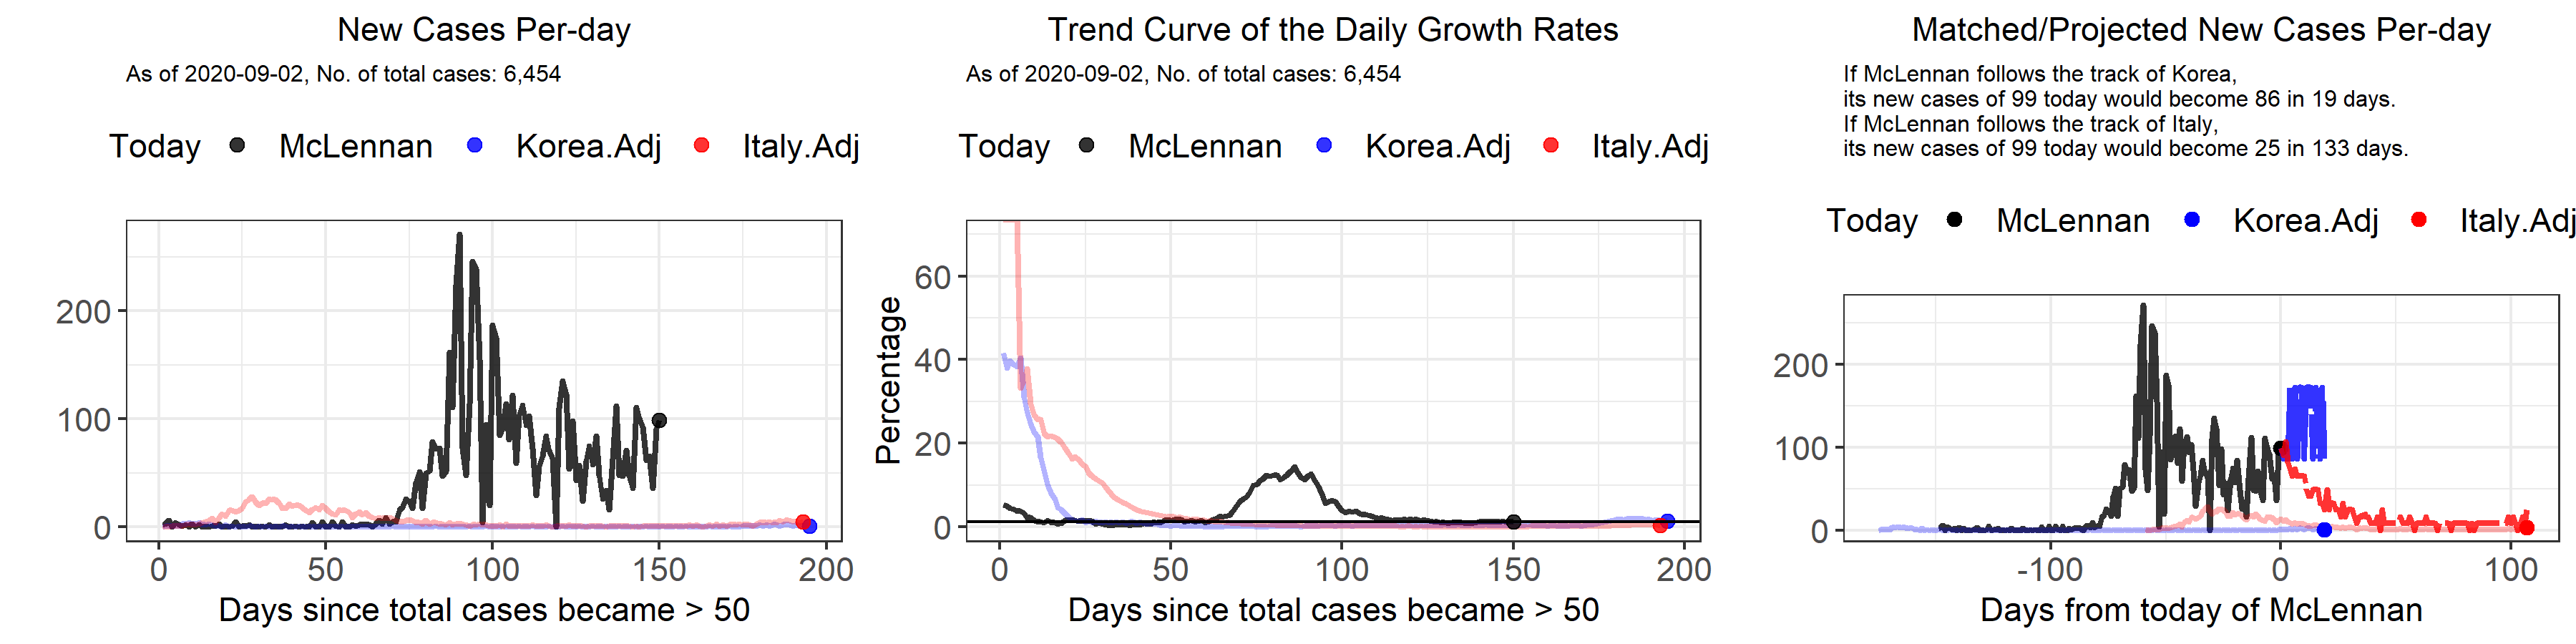 New Cases Per-day
As of 2020-09-02, No. of total cases: 6,454
Today McLennan Korea.Adj Italy.Adj
200
100
0
0 50 100 150 200
Days since total cases became > 50
Trend Curve of the Daily Growth Rates
As of 2020-09-02, No. of total cases: 6,454
Today McLennan Korea.Adj Italy.Adj
Percentage
60
40
20
0
0 50 100 150 200
Days since total cases became > 50
Matched/Projected New Cases Per-day
If McLennan follows the track of Korea,
its new cases of 99 today would become 86 in 19 days.
If McLennan follows the track of Italy,
its new cases of 99 today would become 25 in 133 days.
Today McLennan Korea.Adj Italy.Adj
200
100
0
-100 0 100
Days from today of McLennan